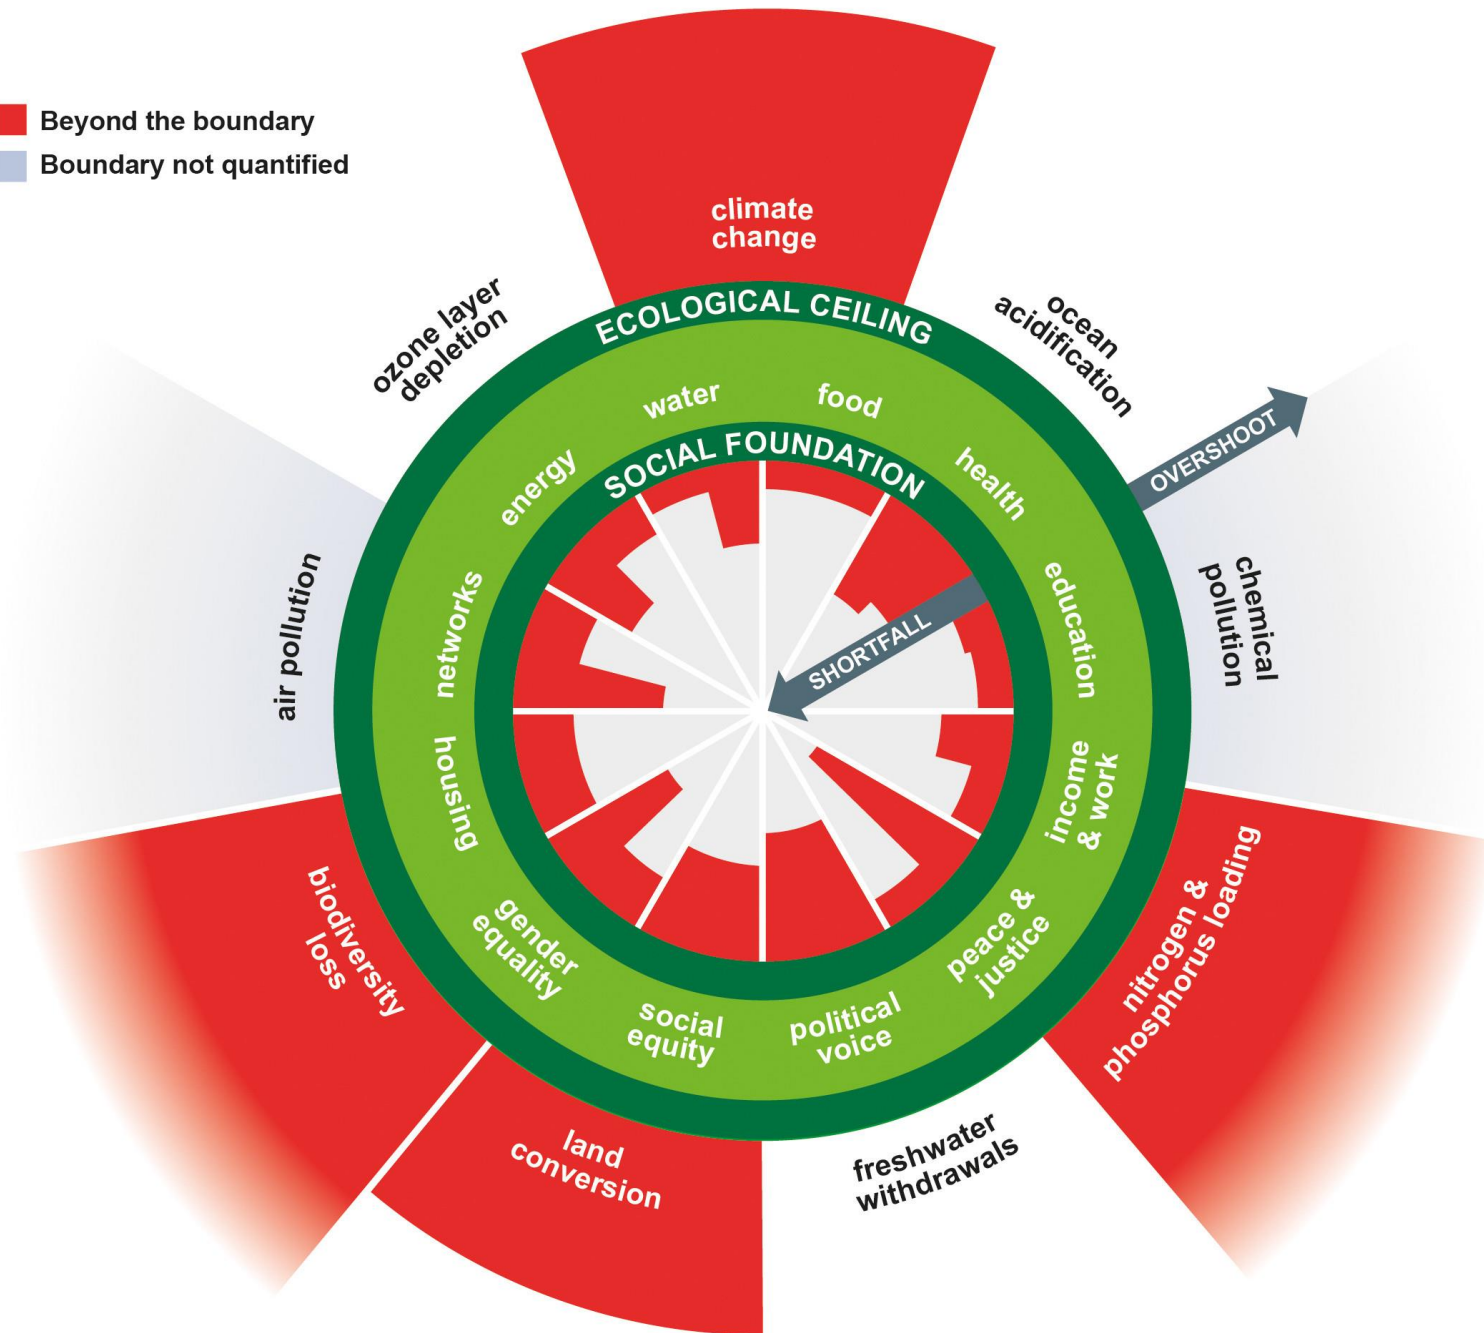 Beyond the boundary
Boundary not quantified
climate
change
ozone layer
depletion
ocean
acidification
ECOLOGICAL CEILING
water
food
energy
health
SOCIAL FOUNDATION
OVERSHOOT
networks
education
SHORTFALL
air pollution
chemical
pollution
housing
income
& work
biodiversity
loss
gender
equality
peace &
justice
nitrogen &
phosphorus loading
social
equity
political
voice
land
conversion
freshwater
withdrawals